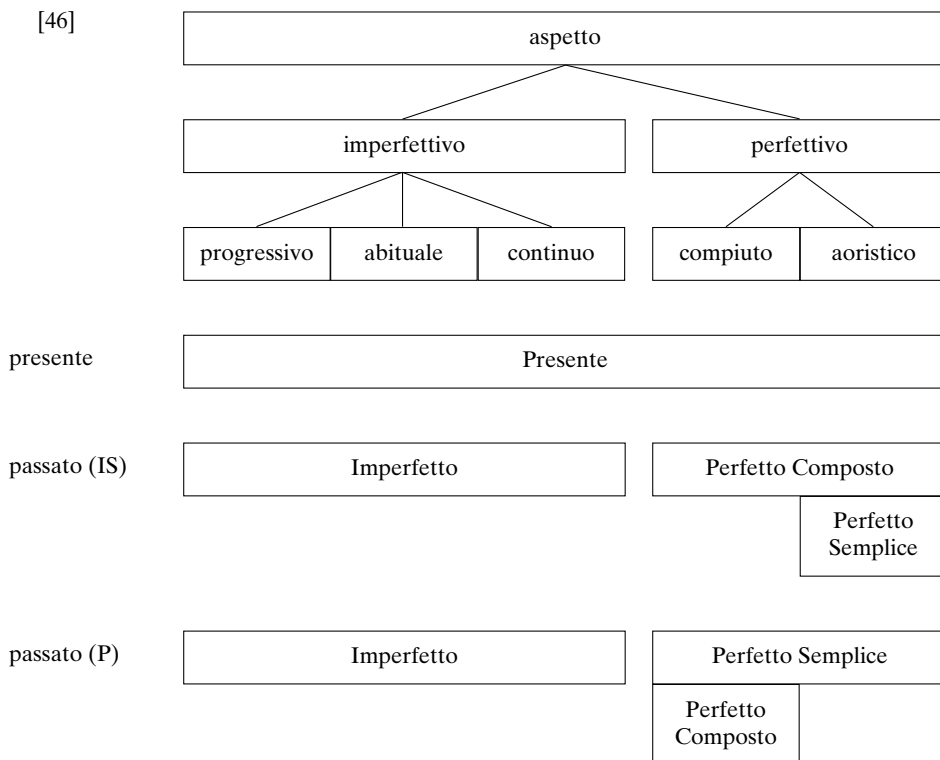 [46]
aspetto
imperfettivo perfettivo
progressivo abituale continuo compiuto aoristico
presente Presente
passato (IS) Imperfetto Perfetto Composto
Perfetto
Semplice
passato (P) Imperfetto Perfetto Semplice
Perfetto
Composto